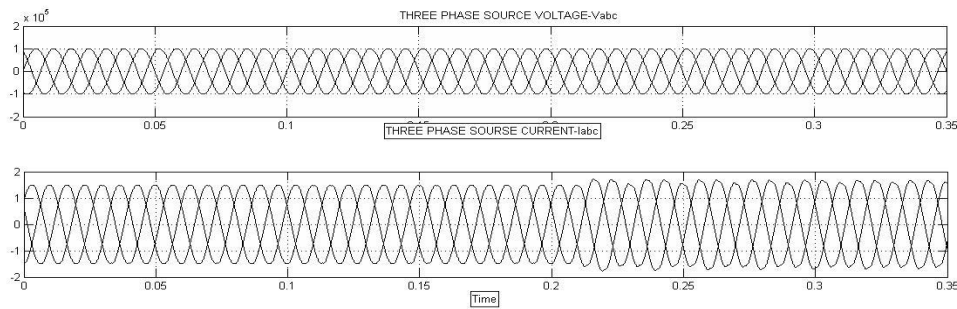 THREE PHASE SOURCE VOLTAGE-Vabc
x 10^5
2
1
0
-1
-2
0 0.05 0.1 0.15 0.2 0.25 0.3 0.35
THREE PHASE SOURSE CURRENT-Iabc
2
1
0
-1
-2
0 0.05 0.1 0.15 0.2 0.25 0.3 0.35
Time